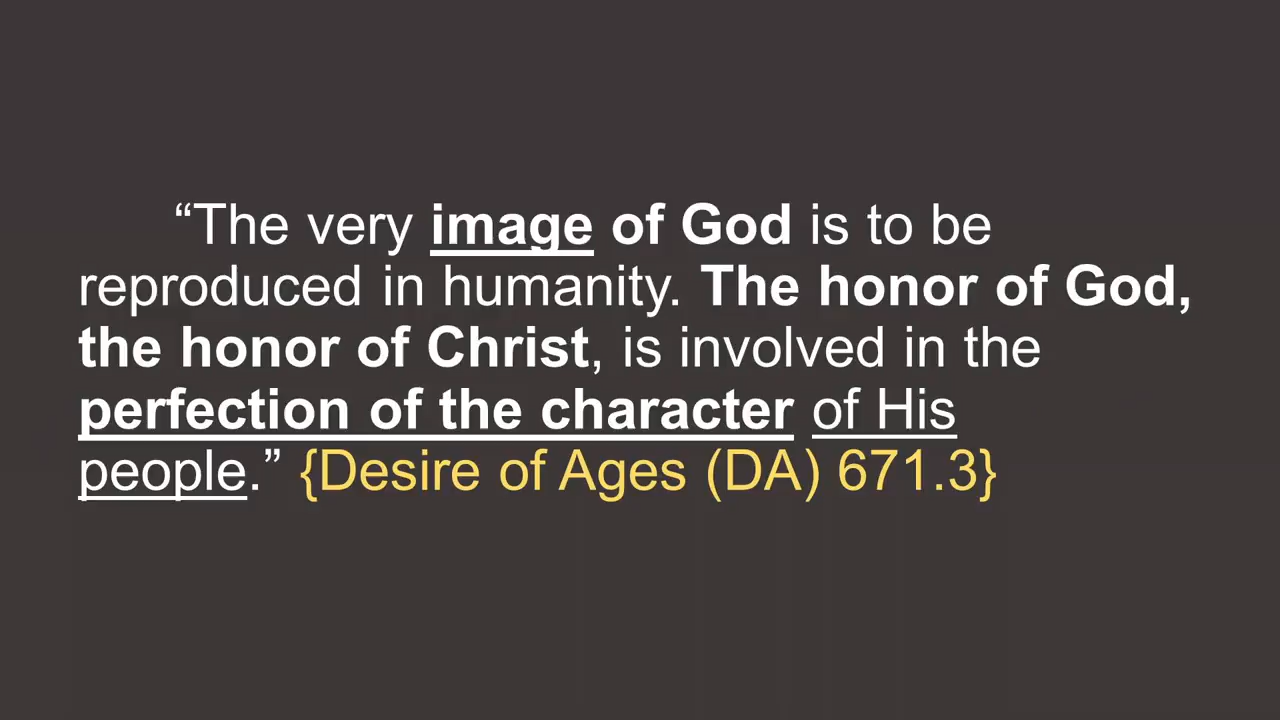 “The very image of God is to be
reproduced in humanity. The honor of God,
the honor of Christ, is involved in the
perfection of the character of His
people.” {Desire of Ages (DA) 671.3}